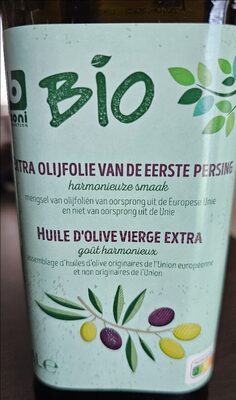 boni
BIO
EXTRA OLIJFOLIE VAN DE EERSTE PERSING
harmonieuze smaak
mengsel van olijfoliën van oorsprong uit de Europese Unie
en niet van oorsprong uit de Unie
HUILE D'OLIVE VIERGE EXTRA
goût harmonieux
assemblage d'huiles d'olive originaires de l'Union européenne
et non originaires de l'Union